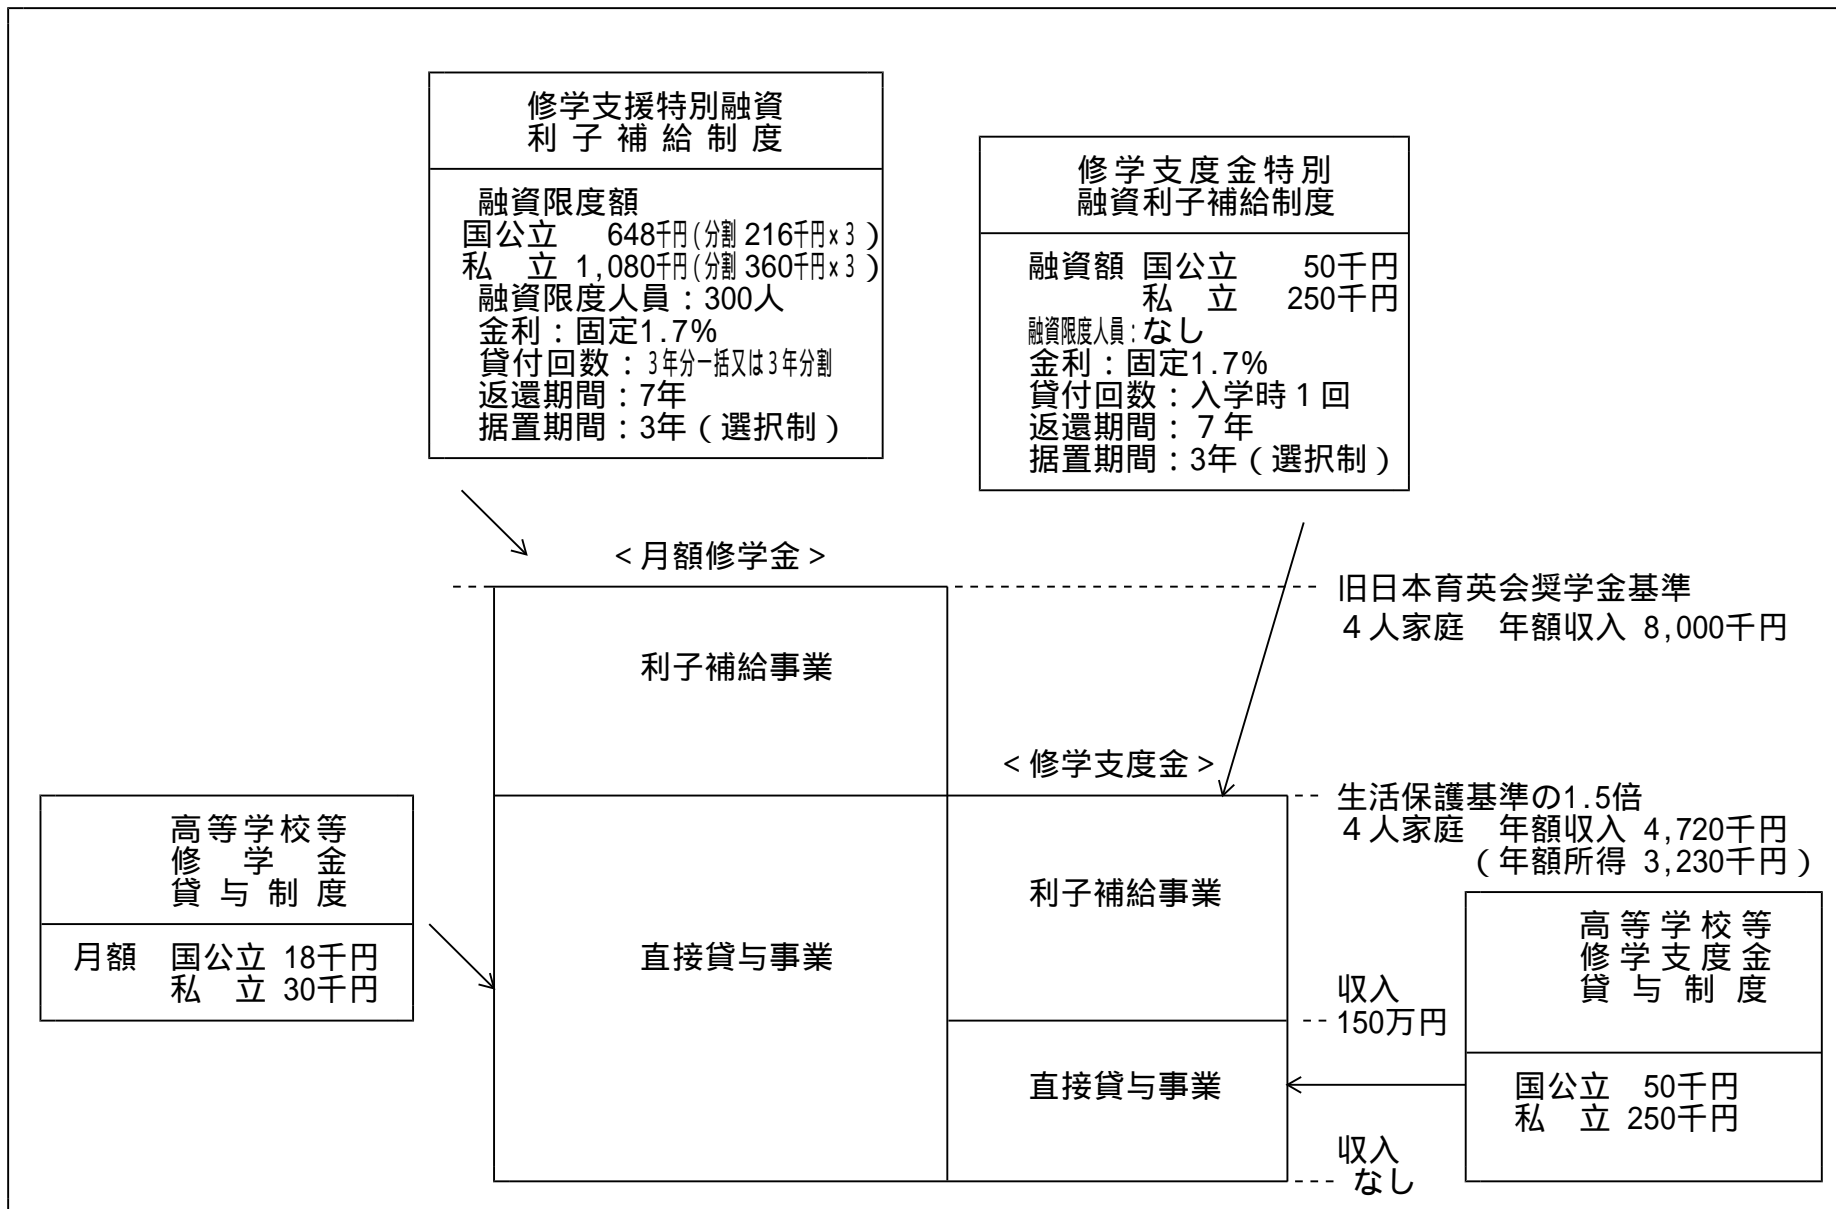 修学支援特別融資
利子補給制度
融資限度額
国公立 648千円(分割 216千円×3)
私 立 1,080千円(分割 360千円×3)
融資限度人員:300人
金利:固定1.7%
貸付回数:3年分一括又は3年分割
返還期間:7年
据置期間:3年(選択制)
修学支度金特別
融資利子補給制度
融資額 国公立 50千円
私 立 250千円
融資限度人員:なし
金利:固定1.7%
貸付回数:入学時1回
返還期間:7年
据置期間:3年(選択制)
<月額修学金>
旧日本育英会奨学金基準
4人家庭 年額収入 8,000千円
利子補給事業
<修学支度金>
生活保護基準の1.5倍
4人家庭 年額収入 4,720千円
(年額所得 3,230千円)
高等学校等
修学金
貸与制度
月額 国公立 18千円
私 立 30千円
直接貸与事業
利子補給事業
収入
150万円
直接貸与事業
収入
なし
高等学校等
修学支度金
貸与制度
国公立 50千円
私 立 250千円